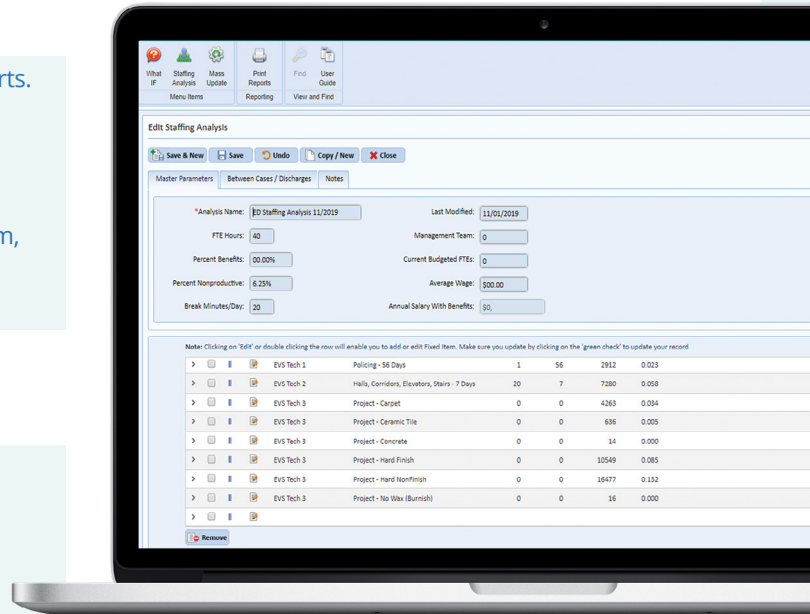 rts.
m,
What IF
Staffing Analysis
Mass Update
Print Reports
Find
User Guide
Menu Items
Reporting
View and Find
Edit Staffing Analysis
Save & New Save Undo Copy / New Close
Master Parameters Between Cases / Discharges Notes
*Analysis Name: ED Staffing Analysis 11/2019 Last Modified: 11/01/2019
FTE Hours: 40 Management Team: 0
Percent Benefits: 00.00% Current Budgeted FTEs: 0
Percent Nonproductive: 6.25% Average Wage: $00.00
Break Minutes/Day: 20 Annual Salary With Benefits: $0,
Note: Clicking on 'Edit' or double clicking the row will enable you to add or edit Fixed Item. Make sure you update by clicking on the 'green check' to update your record
EVS Tech 1 Policing - 56 Days 1 56 2912 0.023
EVS Tech 2 Halls, Corridors, Elevators, Stairs - 7 Days 20 7 7280 0.058
EVS Tech 3 Project - Carpet 0 0 4263 0.034
EVS Tech 3 Project - Ceramic Tile 0 0 636 0.005
EVS Tech 3 Project - Concrete 0 0 14 0.000
EVS Tech 3 Project - Hard Finish 0 0 10549 0.085
EVS Tech 3 Project - Hard NonFinish 0 0 16477 0.132
EVS Tech 3 Project - No Wax (Burnish) 0 0 16 0.000
Remove